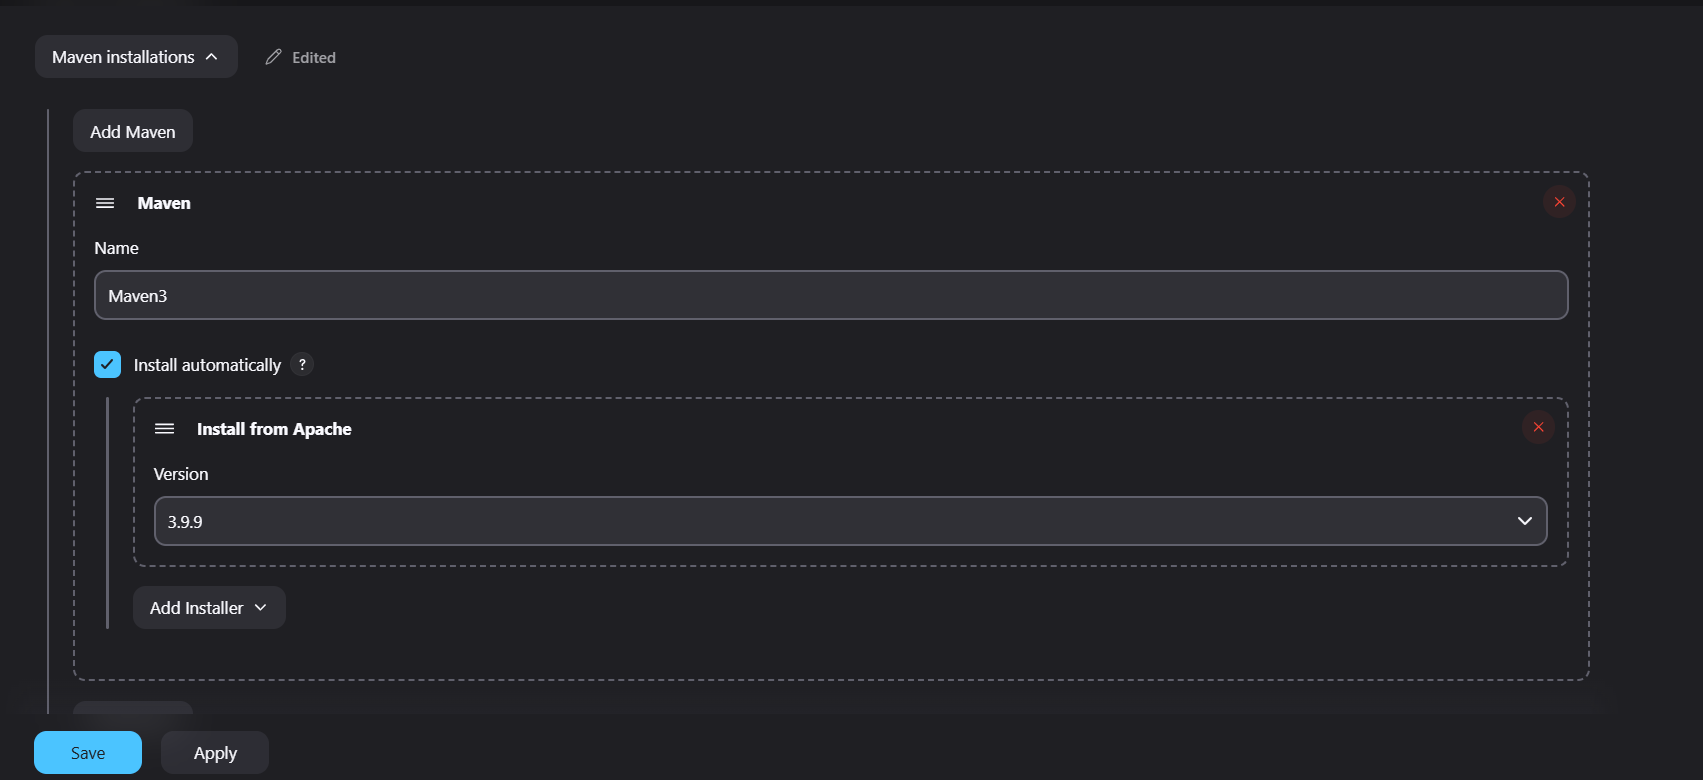 Maven installations
Edited
Add Maven
Maven
Name
Maven3
Install automatically ?
Install from Apache
Version
3.9.9
Add Installer
Save
Apply